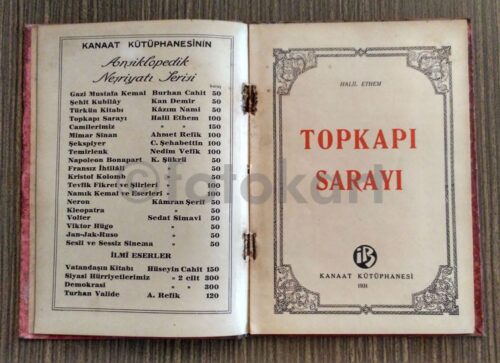 KANAAT KÜTÜPHANESİNİN
Ansiklopedik
Neşriyatı Serisi
Gazi Mustafa Kemal Burhan Cahit 50
Şehit Kubilây Kan Demir 50
Türkün Kitabı Kâzım Nami 50
Topkapı Sarayı Halil Ethem 100
Camilerimiz " 150
Mimar Sinan Ahmet Refik 100
Şekspiyer C. Şehabettin 100
Temirlenk Nedim Vefik 100
Napoleon Bonapart K. Şükrü 50
Fransız İhtilâli " 50
Kristof Kolomb " 50
Tevfik Fikret ve Şiirleri " 100
Namık Kemal ve Eserleri " 100
Neron Kâmran Şerif 50
Kleopatra " 50
Volter Sedat Simavi 50
Viktor Hügo " 50
Jan-Jak-Ruso " 50
Sesli ve Sessiz Sinema " 50
İLMİ ESERLER
Vatandaşın Kitabı Hüseyin Cahit 150
Siyasi Hürriyetlerimiz " 2 cilt 300
Demokrasi " 300
Turhan Valide A. Refik 120
HALİL ETHEM
TOPKAPI
SARAYI
KANAAT KÜTÜPHANESİ
1931
©fotokart